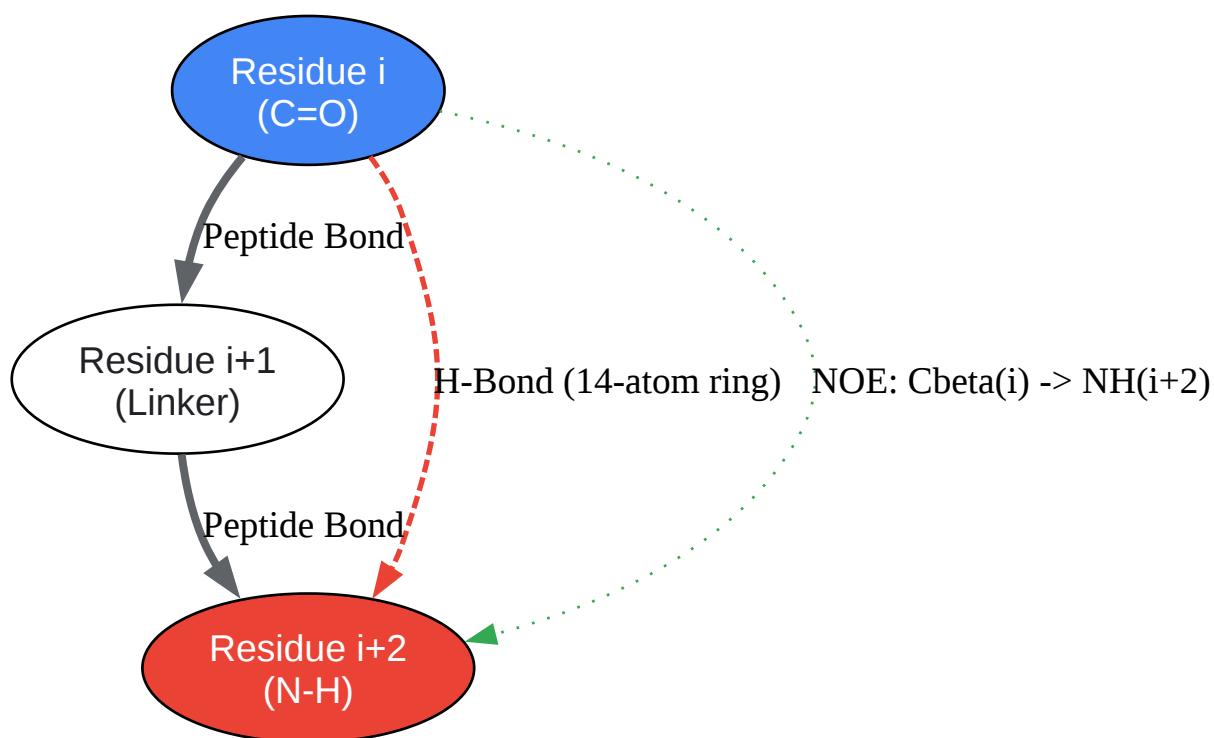 Residue i
(C=O)
Peptide Bond
Residue i+1
(Linker)
H-Bond (14-atom ring)
NOE: Cbeta(i) -> NH(i+2)
Peptide Bond
Residue i+2
(N-H)